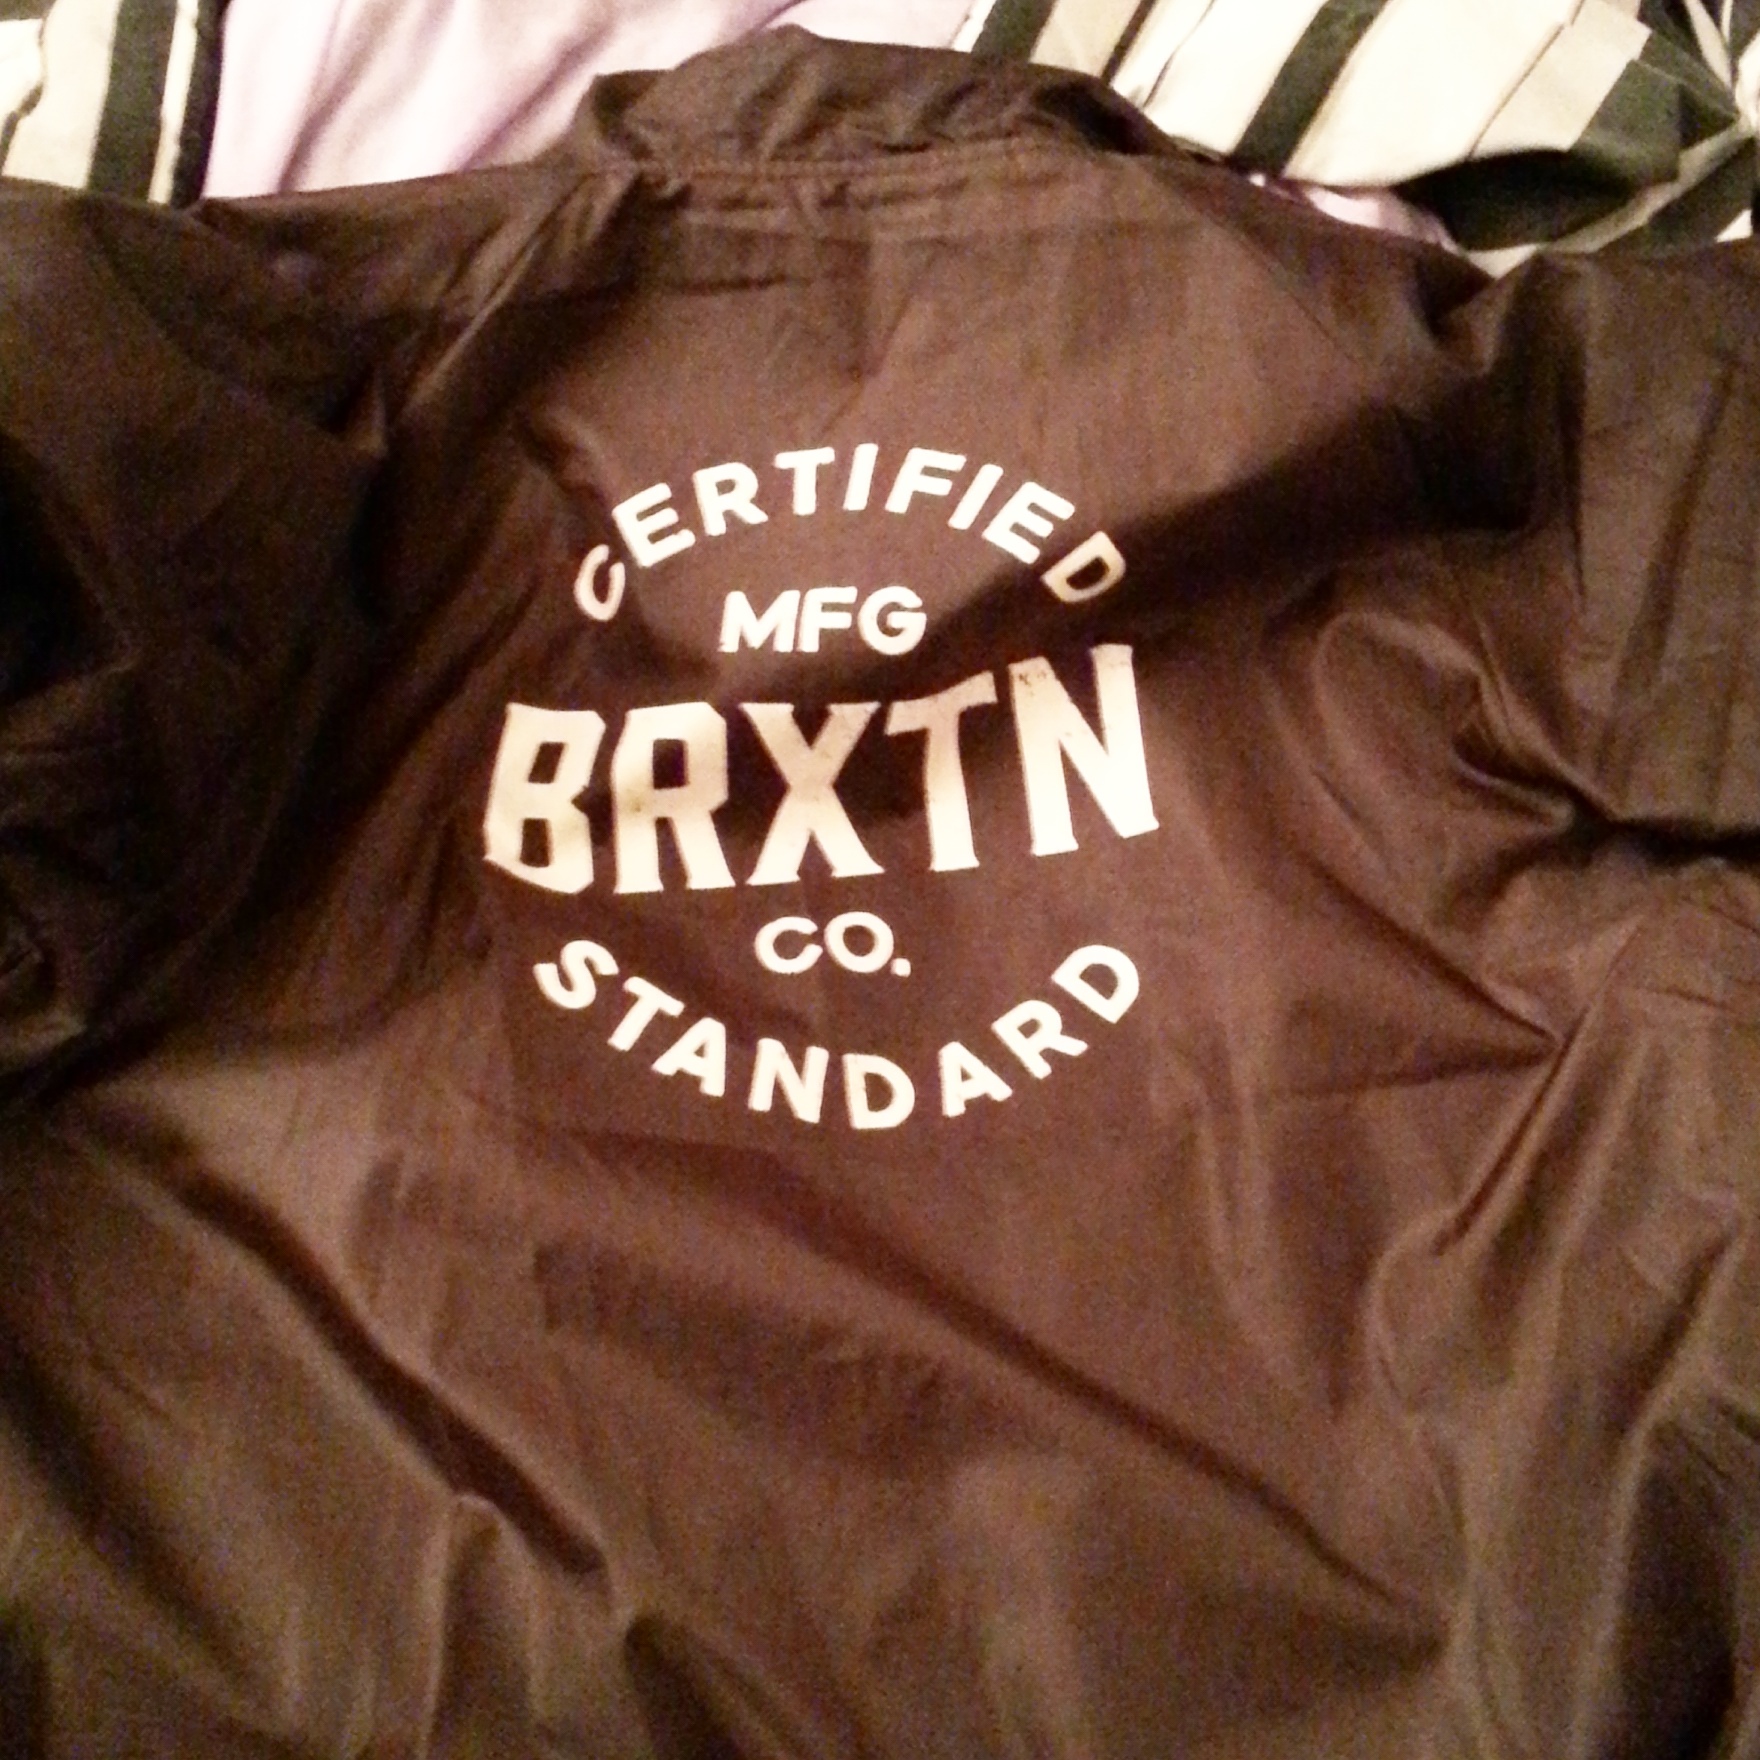 CERTIFIED
MFG
BRXTN
CO.
STANDARD